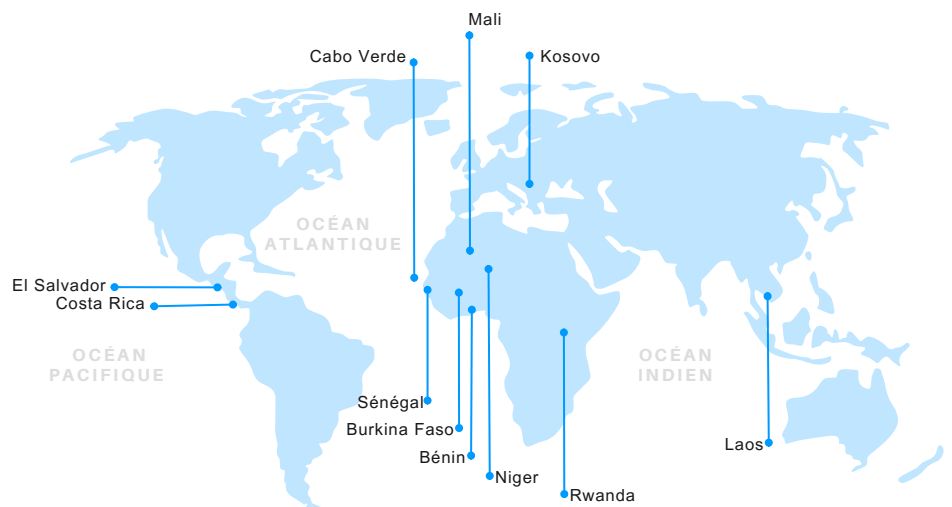 Mali
Cabo Verde
Kosovo
OCÉAN
ATLANTIQUE
El Salvador
Costa Rica
OCÉAN
PACIFIQUE
OCÉAN
INDIEN
Sénégal
Burkina Faso
Laos
Bénin
Niger
Rwanda